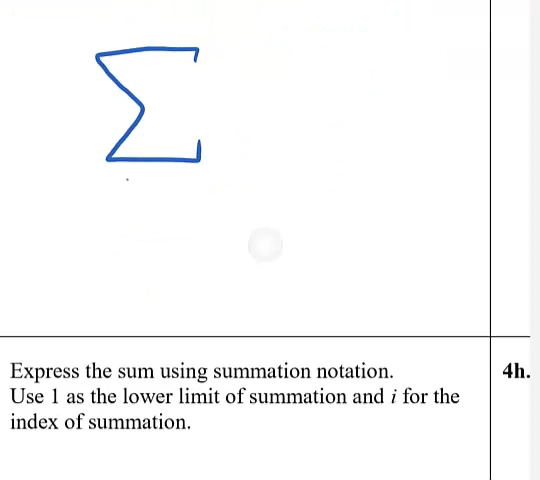 Σ
Express the sum using summation notation.
4h.
Use 1 as the lower limit of summation and i for the
index of summation.